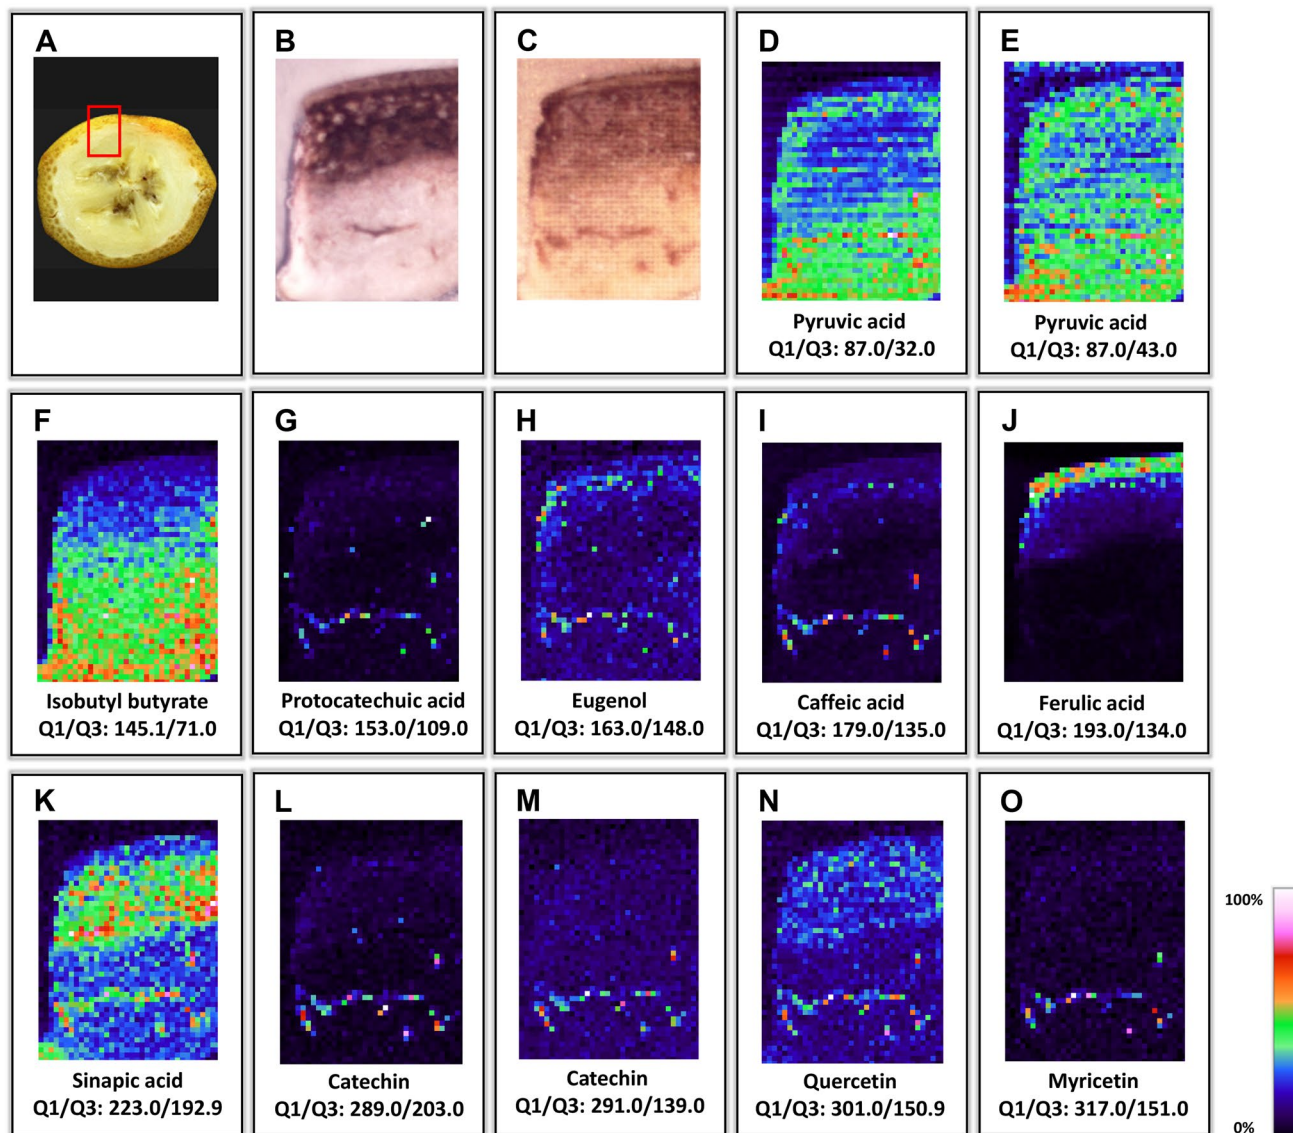 A
B
C
D
E
Pyruvic acid
Q1/Q3: 87.0/32.0
Pyruvic acid
Q1/Q3: 87.0/43.0
F
G
H
I
J
Isobutyl butyrate
Q1/Q3: 145.1/71.0
Protocatechuic acid
Q1/Q3: 153.0/109.0
Eugenol
Q1/Q3: 163.0/148.0
Caffeic acid
Q1/Q3: 179.0/135.0
Ferulic acid
Q1/Q3: 193.0/134.0
K
L
M
N
O
Sinapic acid
Q1/Q3: 223.0/192.9
Catechin
Q1/Q3: 289.0/203.0
Catechin
Q1/Q3: 291.0/139.0
Quercetin
Q1/Q3: 301.0/150.9
Myricetin
Q1/Q3: 317.0/151.0
100%
0%